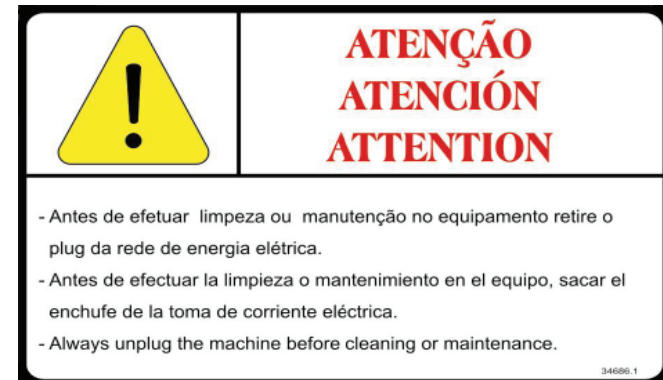 ATENÇÃO
ATENCIÓN
ATTENTION
- Antes de efetuar limpeza ou manutenção no equipamento retire o
plug da rede de energia elétrica.
- Antes de efectuar la limpieza o mantenimiento en el equipo, sacar el
enchufe de la toma de corriente eléctrica.
- Always unplug the machine before cleaning or maintenance.
34686.1